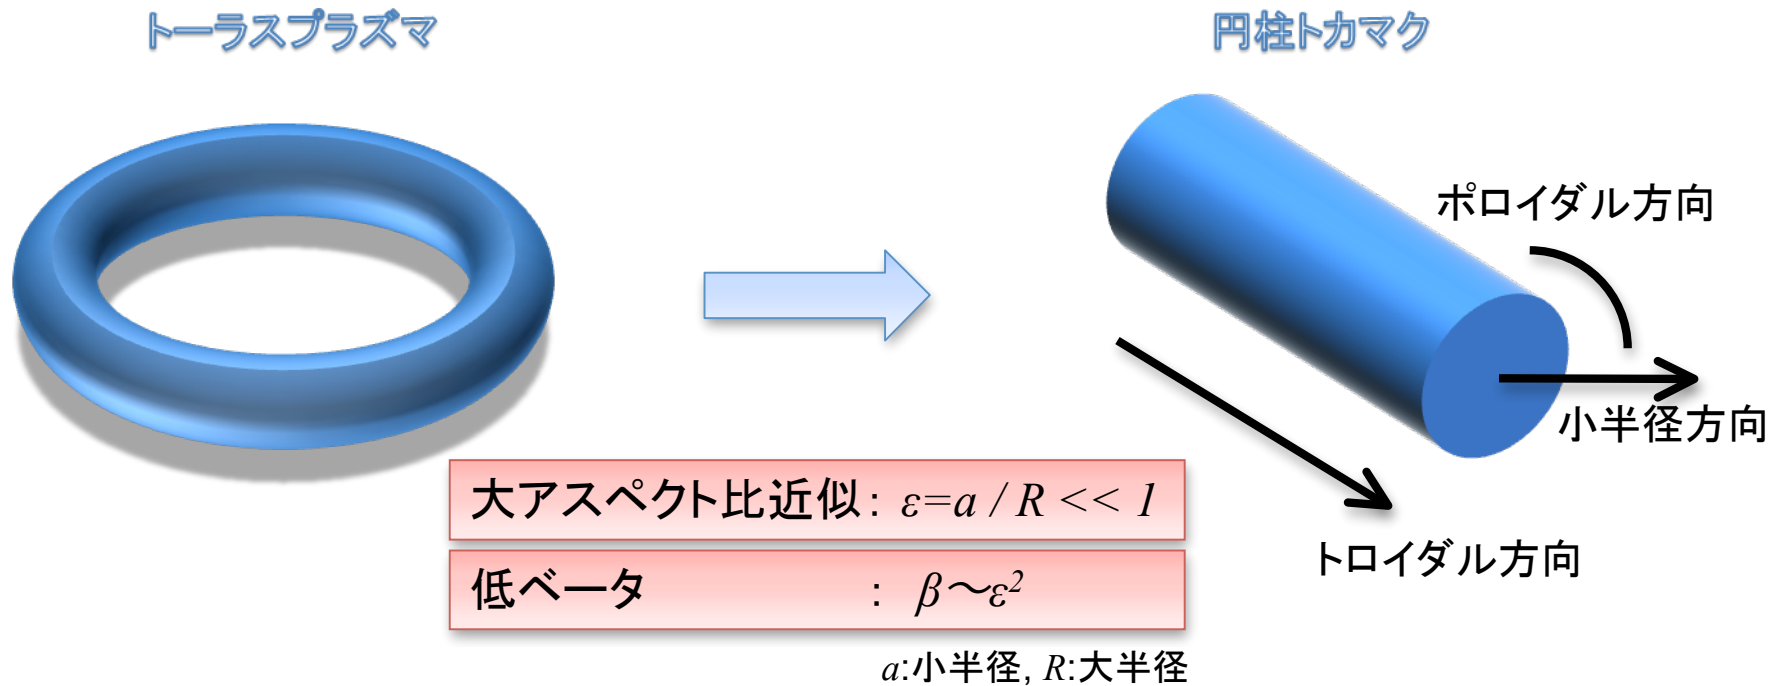 トーラスプラズマ
円柱トカマク
ポロイダル方向
小半径方向
トロイダル方向
大アスペクト比近似: ε=a / R << 1
低ベータ : β～ε²
a:小半径, R:大半径